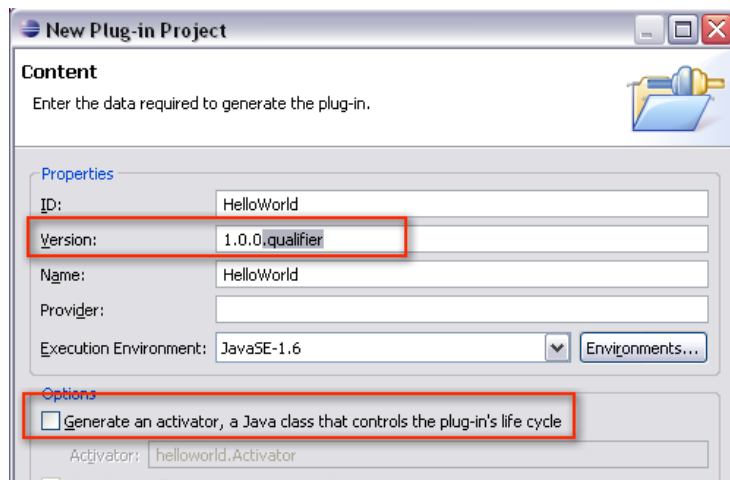 New Plug-in Project
Content
Enter the data required to generate the plug-in.
Properties
ID: HelloWorld
Version: 1.0.0.qualifier
Name: HelloWorld
Provider:
Execution Environment: JavaSE-1.6 Environments...
Options
Generate an activator, a Java class that controls the plug-in's life cycle
Activator: helloworld.Activator